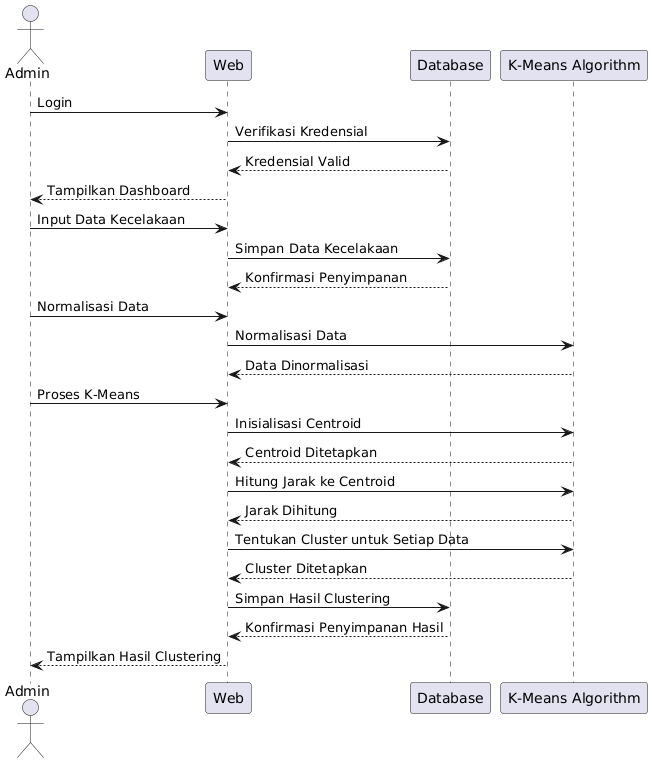 Admin
Web
Database
K-Means Algorithm
Login
Verifikasi Kredensial
Kredensial Valid
Tampilkan Dashboard
Input Data Kecelakaan
Simpan Data Kecelakaan
Konfirmasi Penyimpanan
Normalisasi Data
Normalisasi Data
Data Dinormalisasi
Proses K-Means
Inisialisasi Centroid
Centroid Ditetapkan
Hitung Jarak ke Centroid
Jarak Dihitung
Tentukan Cluster untuk Setiap Data
Cluster Ditetapkan
Simpan Hasil Clustering
Konfirmasi Penyimpanan Hasil
Tampilkan Hasil Clustering
Admin
Web
Database
K-Means Algorithm